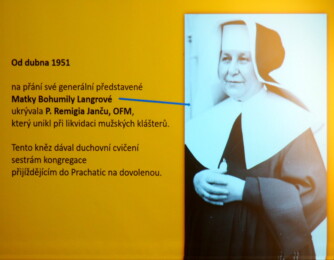 Od dubna 1951
na přání své generální představené
Matky Bohumily Langrové
ukrývala P. Remigia Janču, OFM,
který unikl při likvidaci mužských klášterů.
Tento kněz dával duchovní cvičení
sestrám kongregace
přijíždějícím do Prachatic na dovolenou.